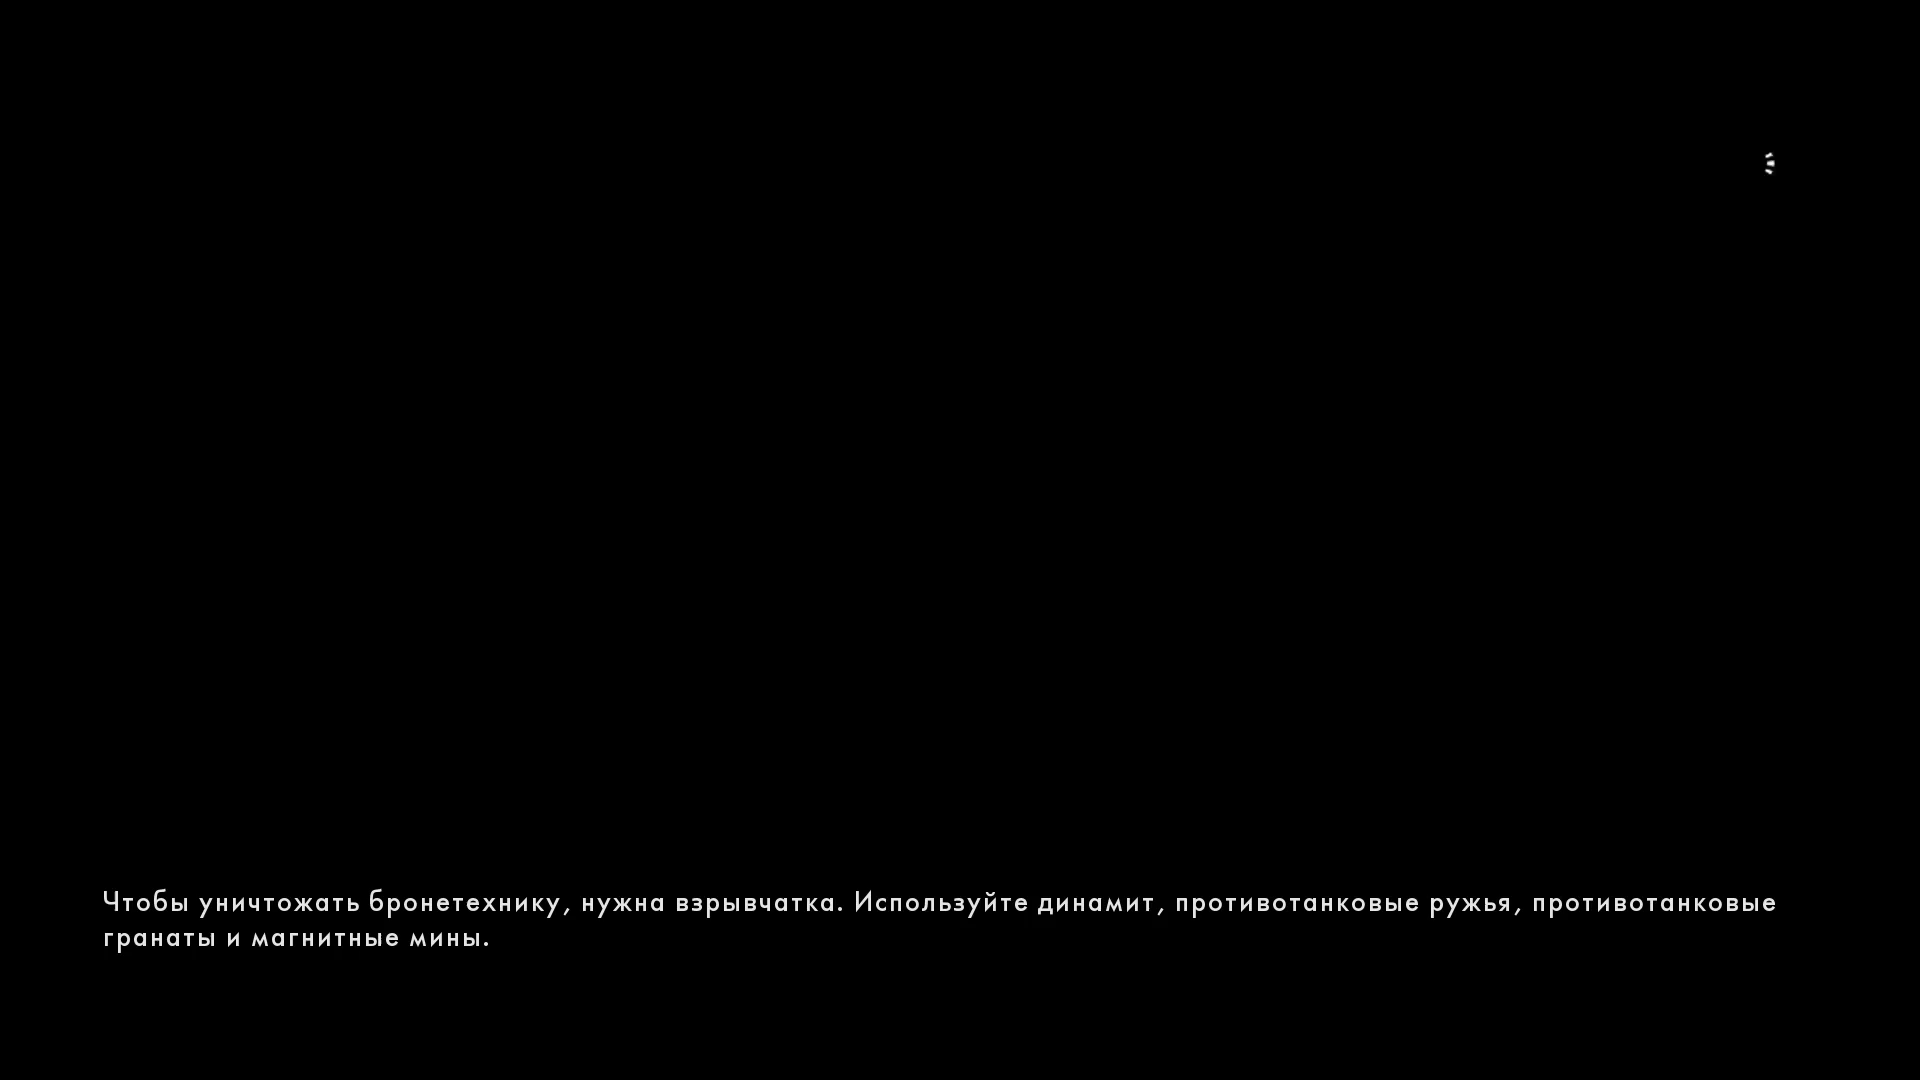 Чтобы уничтожать бронетехнику, нужна взрывчатка. Используйте динамит, противотанковые ружья, противотанковые
гранаты и магнитные мины.